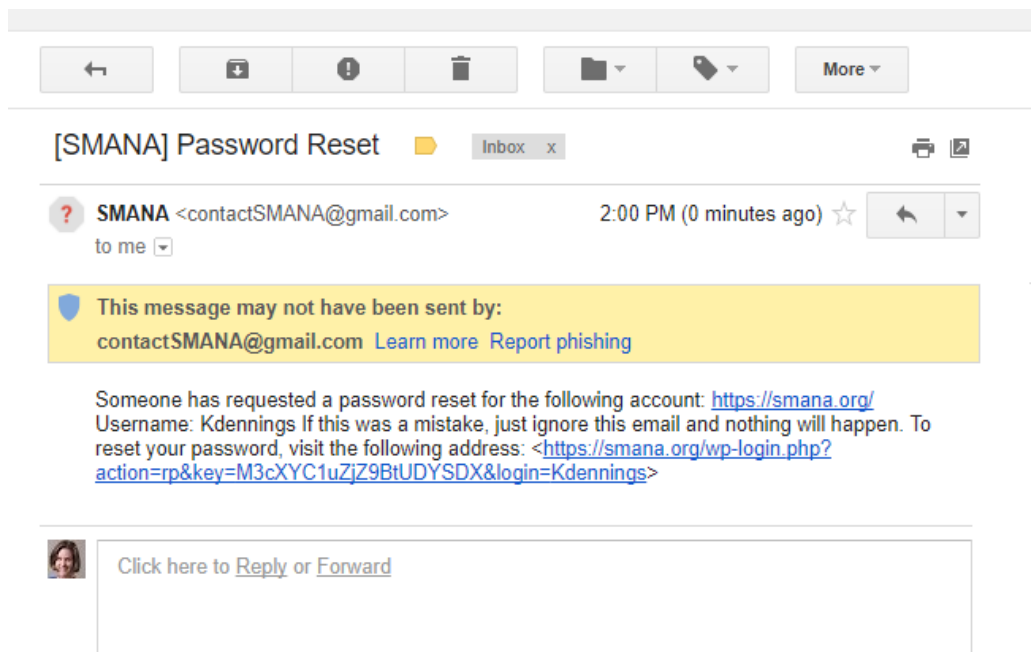 More
[SMANA] Password Reset Inbox x
SMANA <contactSMANA@gmail.com> 2:00 PM (0 minutes ago)
to me
This message may not have been sent by:
contactSMANA@gmail.com Learn more Report phishing
Someone has requested a password reset for the following account: https://smana.org/
Username: Kdennings If this was a mistake, just ignore this email and nothing will happen. To
reset your password, visit the following address: <https://smana.org/wp-login.php?
action=rp&key=M3cXYC1uZjZ9BtUDYSDX&login=Kdennings>
Click here to Reply or Forward